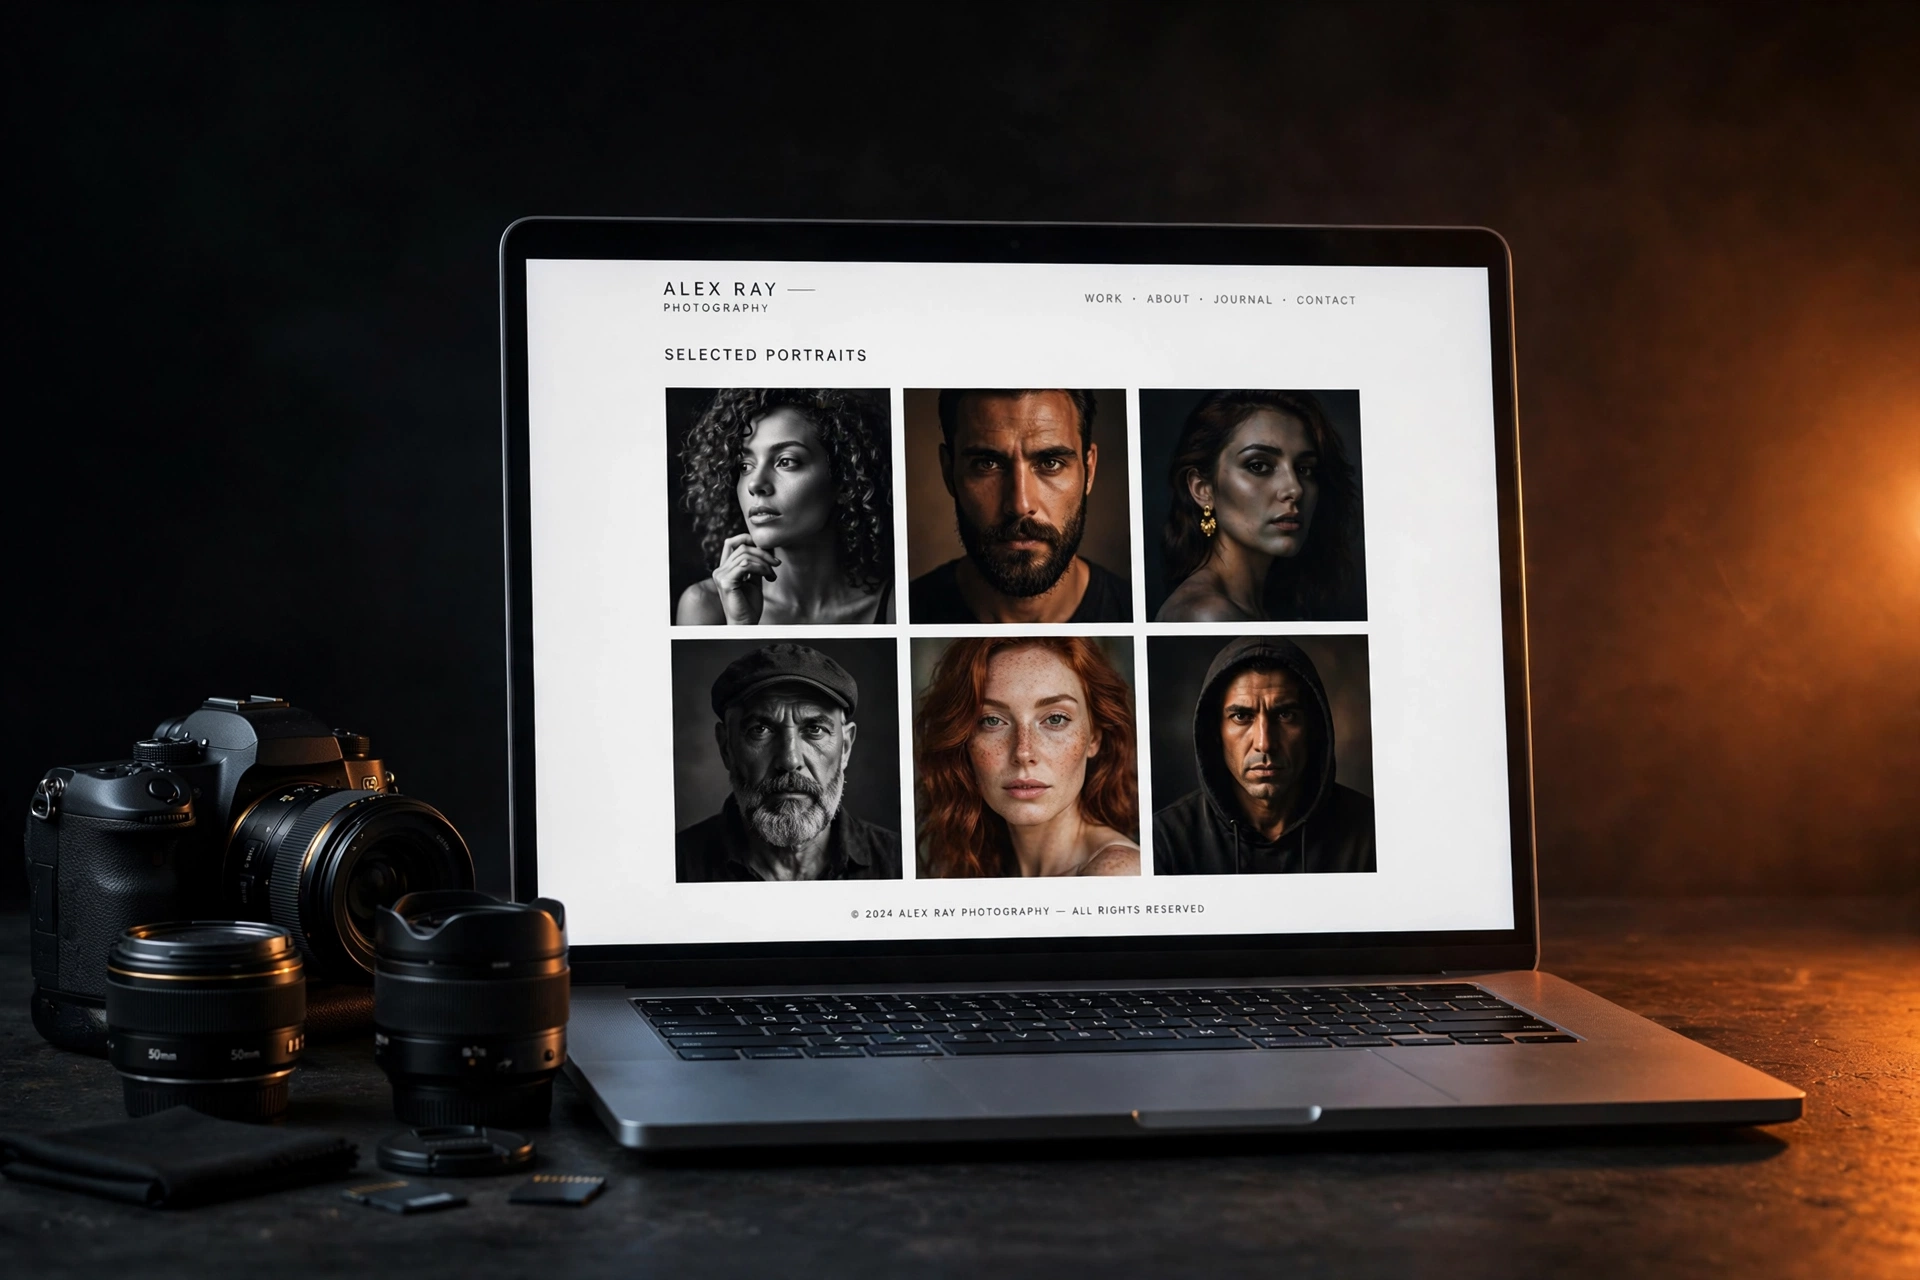 ALEX RAY
PHOTOGRAPHY
WORK · ABOUT · JOURNAL · CONTACT
SELECTED PORTRAITS
© 2024 ALEX RAY PHOTOGRAPHY — ALL RIGHTS RESERVED
50mm 50mm